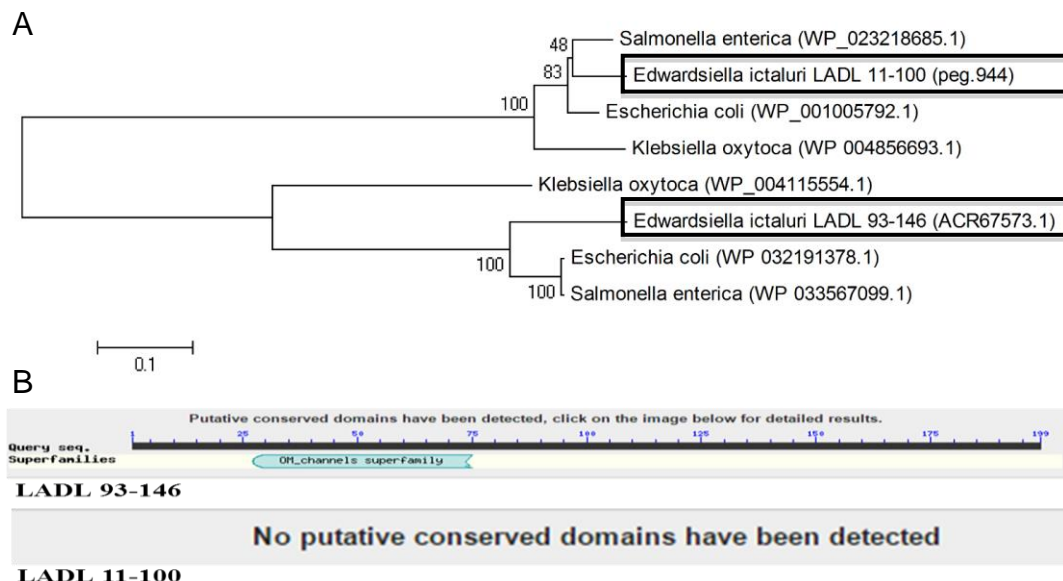 A
48
Salmonella enterica (WP_023218685.1)
83
Edwardsiella ictaluri LADL 11-100 (peg.944)
100
Escherichia coli (WP_001005792.1)
Klebsiella oxytoca (WP 004856693.1)
Klebsiella oxytoca (WP_004115554.1)
Edwardsiella ictaluri LADL 93-146 (ACR67573.1)
100
Escherichia coli (WP 032191378.1)
100
Salmonella enterica (WP 033567099.1)
0.1
B
Putative conserved domains have been detected, click on the image below for detailed results.
1 25 50 75 100 125 150 175 199
Query seq.
Superfamilies OM_channels superfamily
LADL 93-146
No putative conserved domains have been detected
LADL 11-100